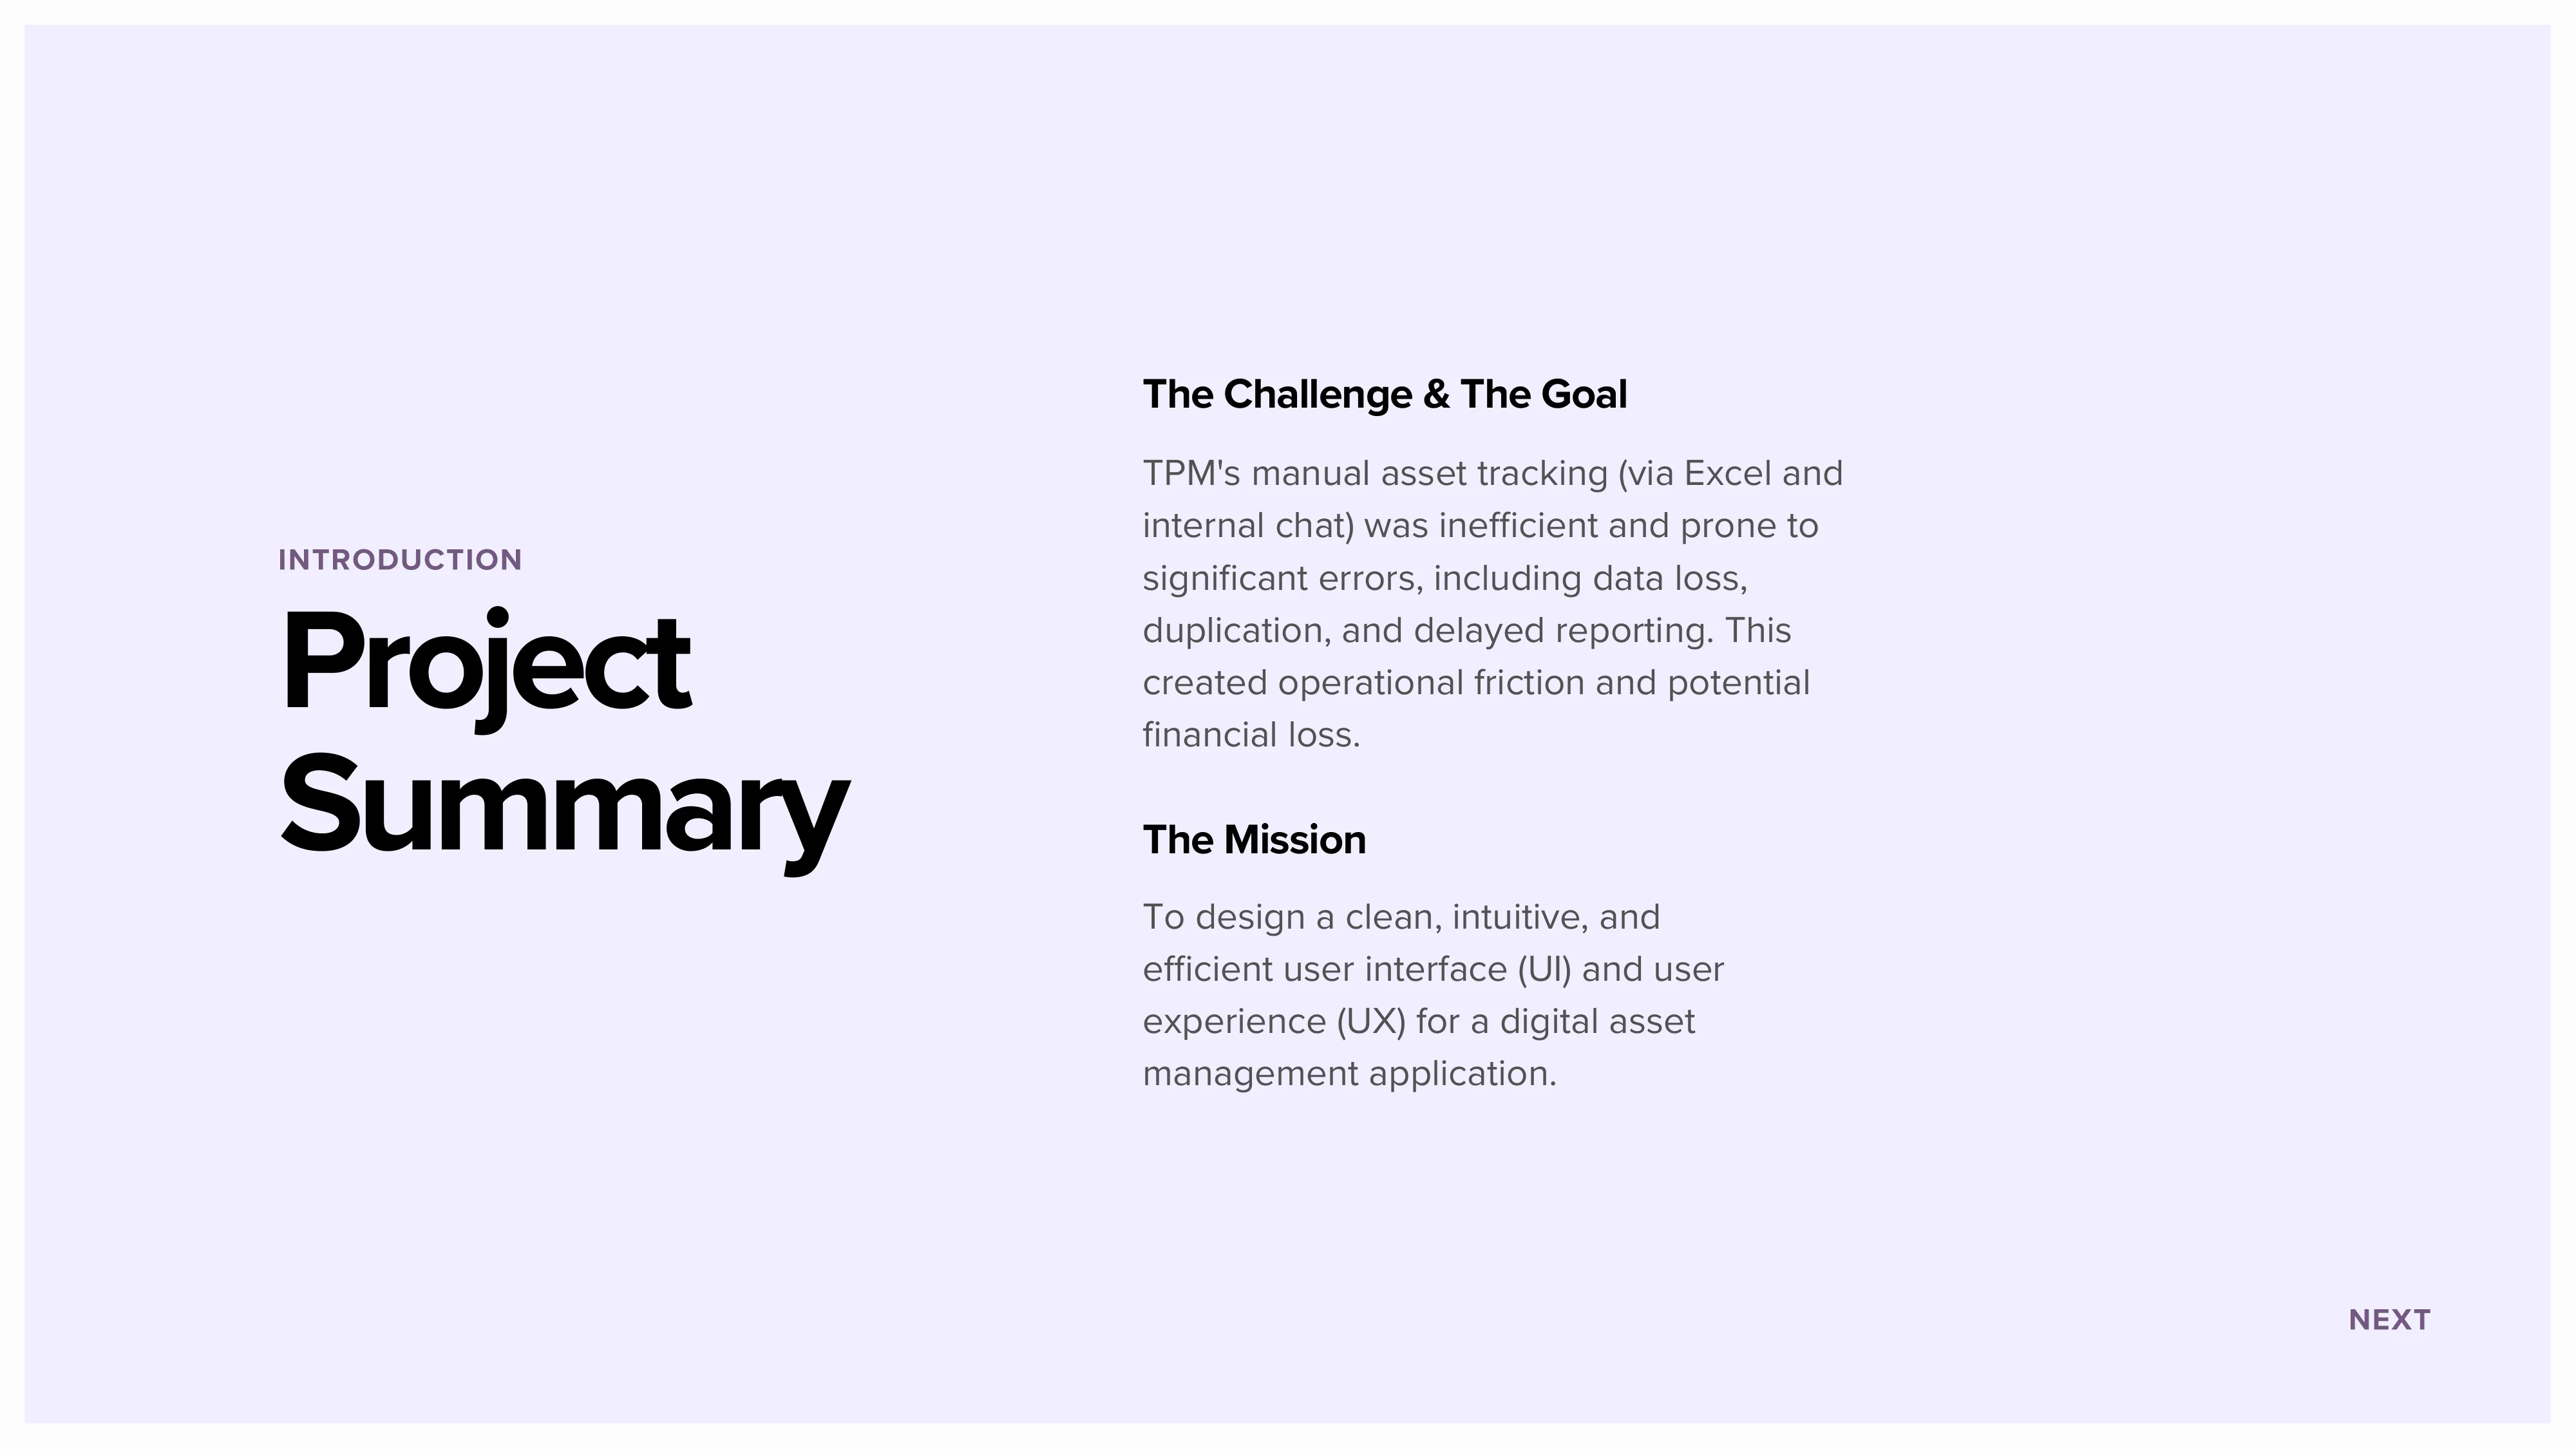 INTRODUCTION
Project
Summary
The Challenge & The Goal
TPM's manual asset tracking (via Excel and
internal chat) was inefficient and prone to
significant errors, including data loss,
duplication, and delayed reporting. This
created operational friction and potential
financial loss.
The Mission
To design a clean, intuitive, and
efficient user interface (UI) and user
experience (UX) for a digital asset
management application.
NEXT